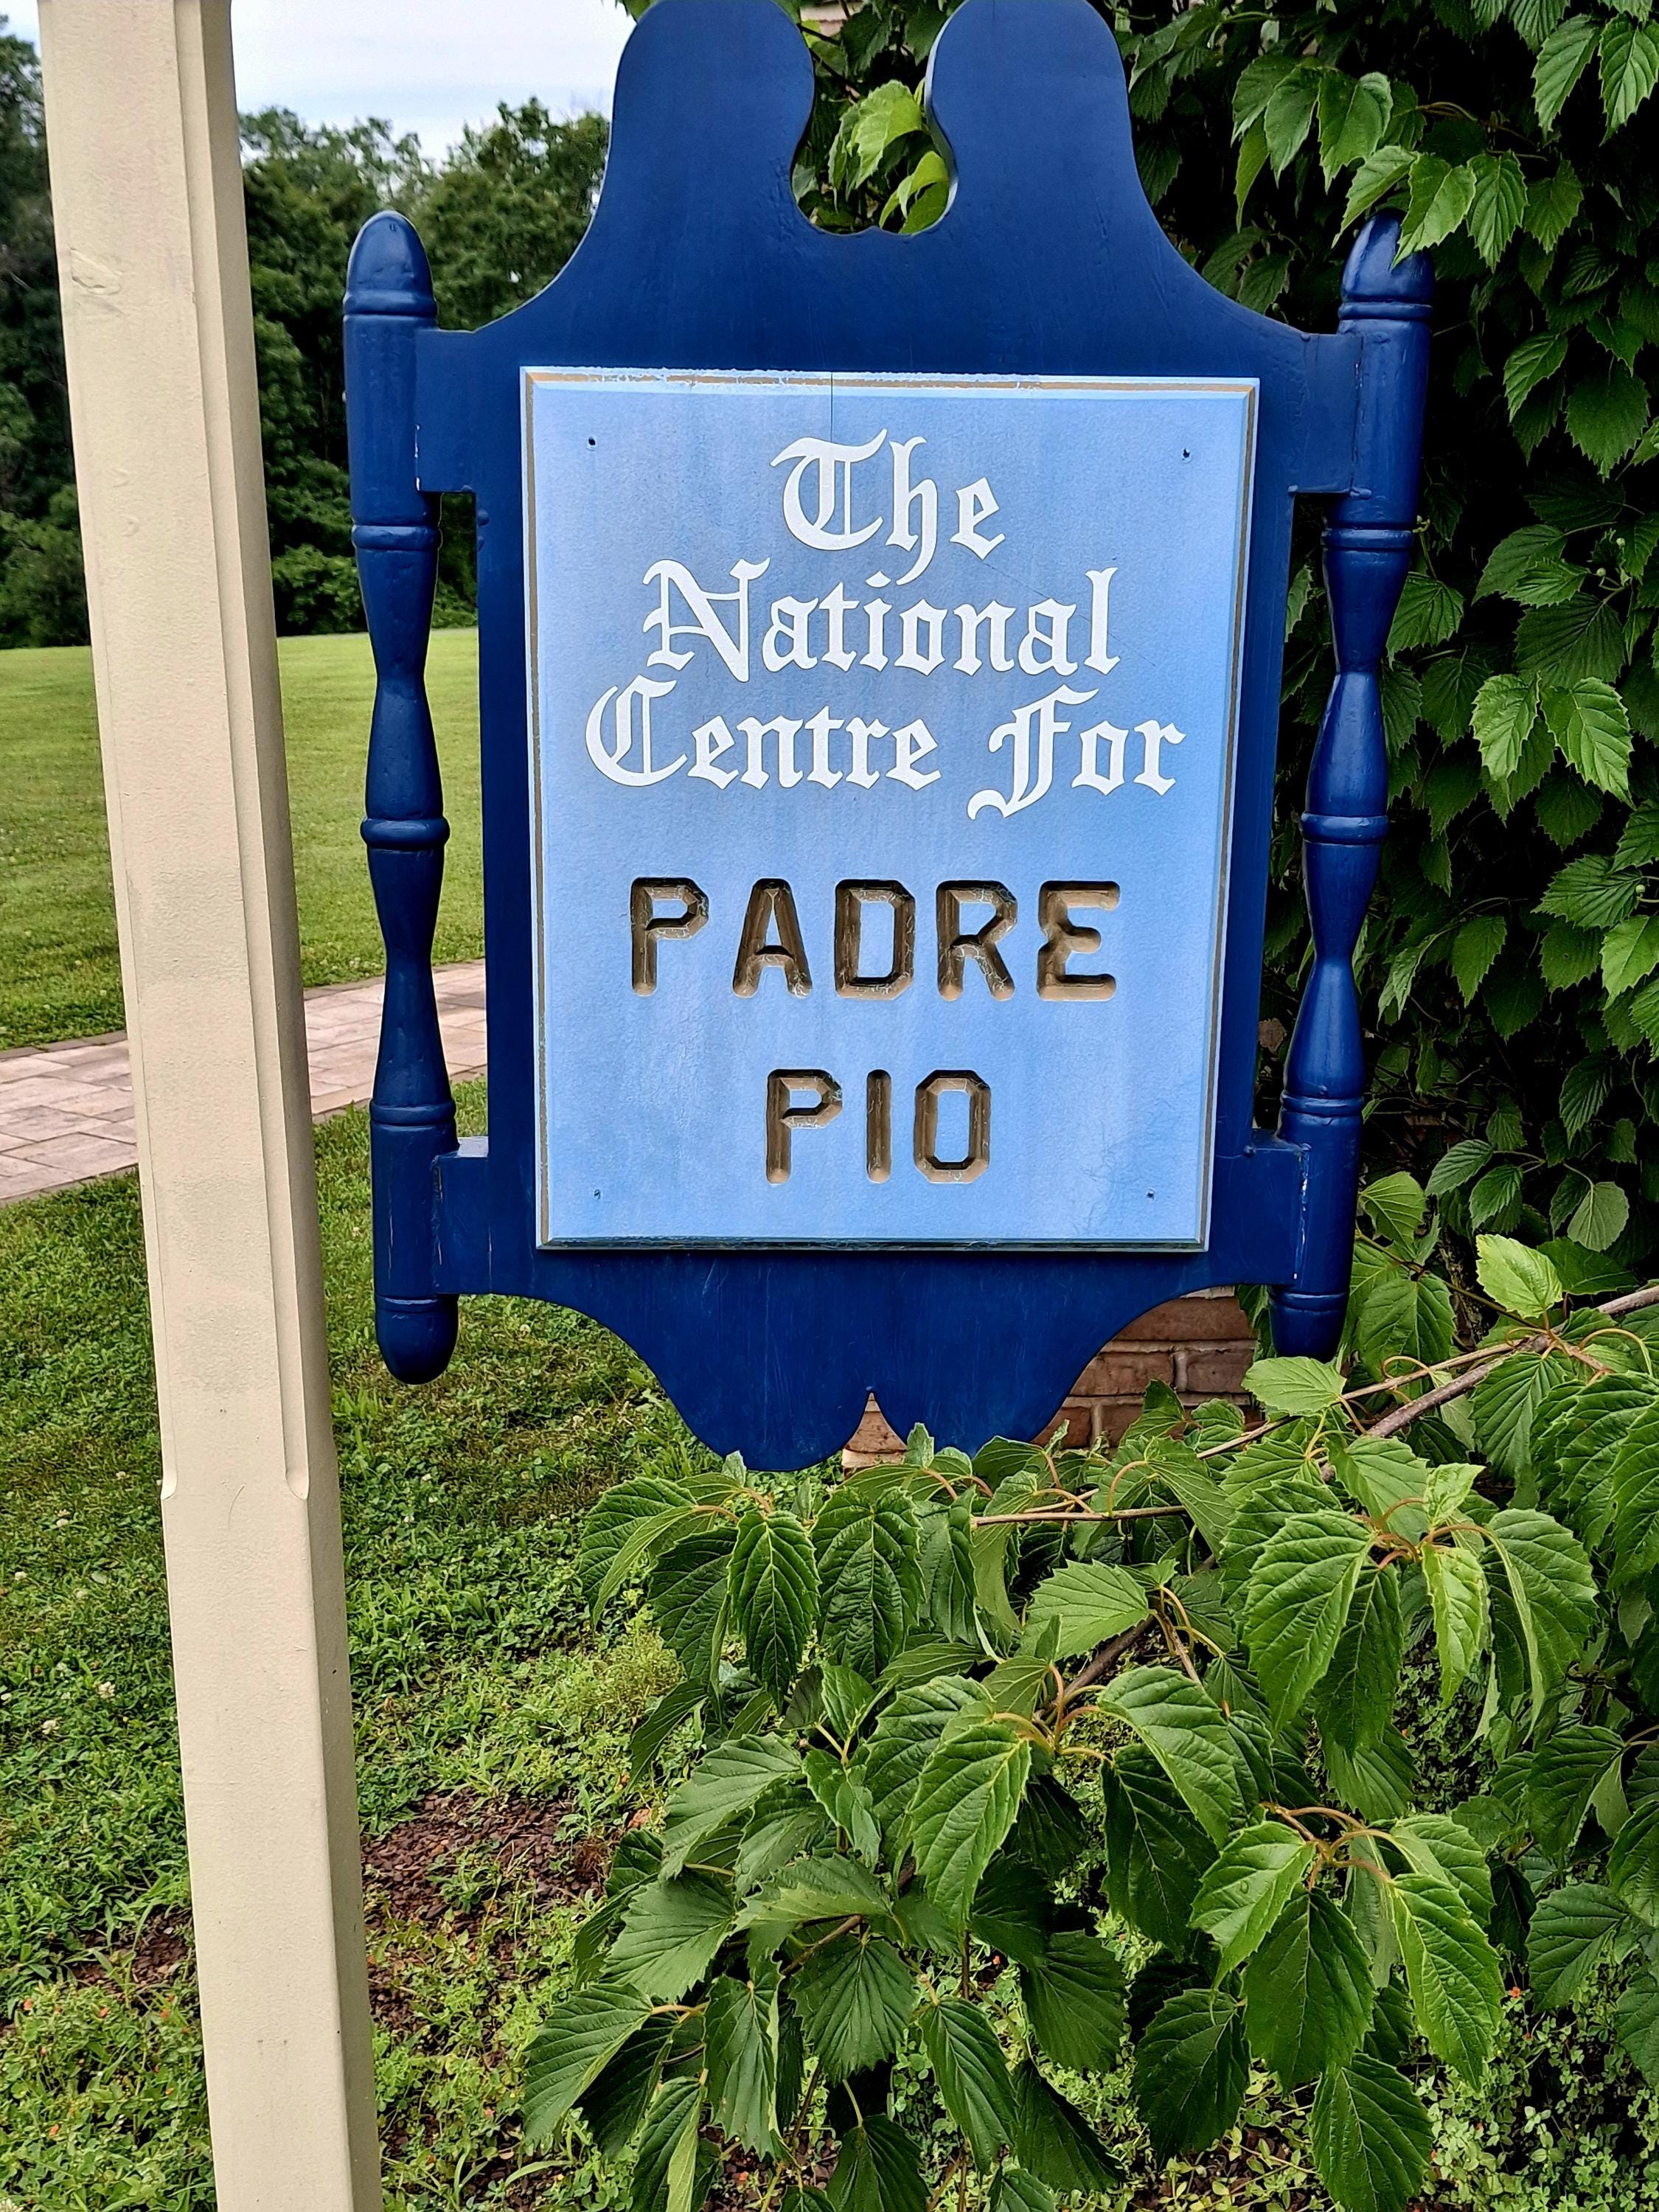 The
National
Centre For
PADRE
PIO